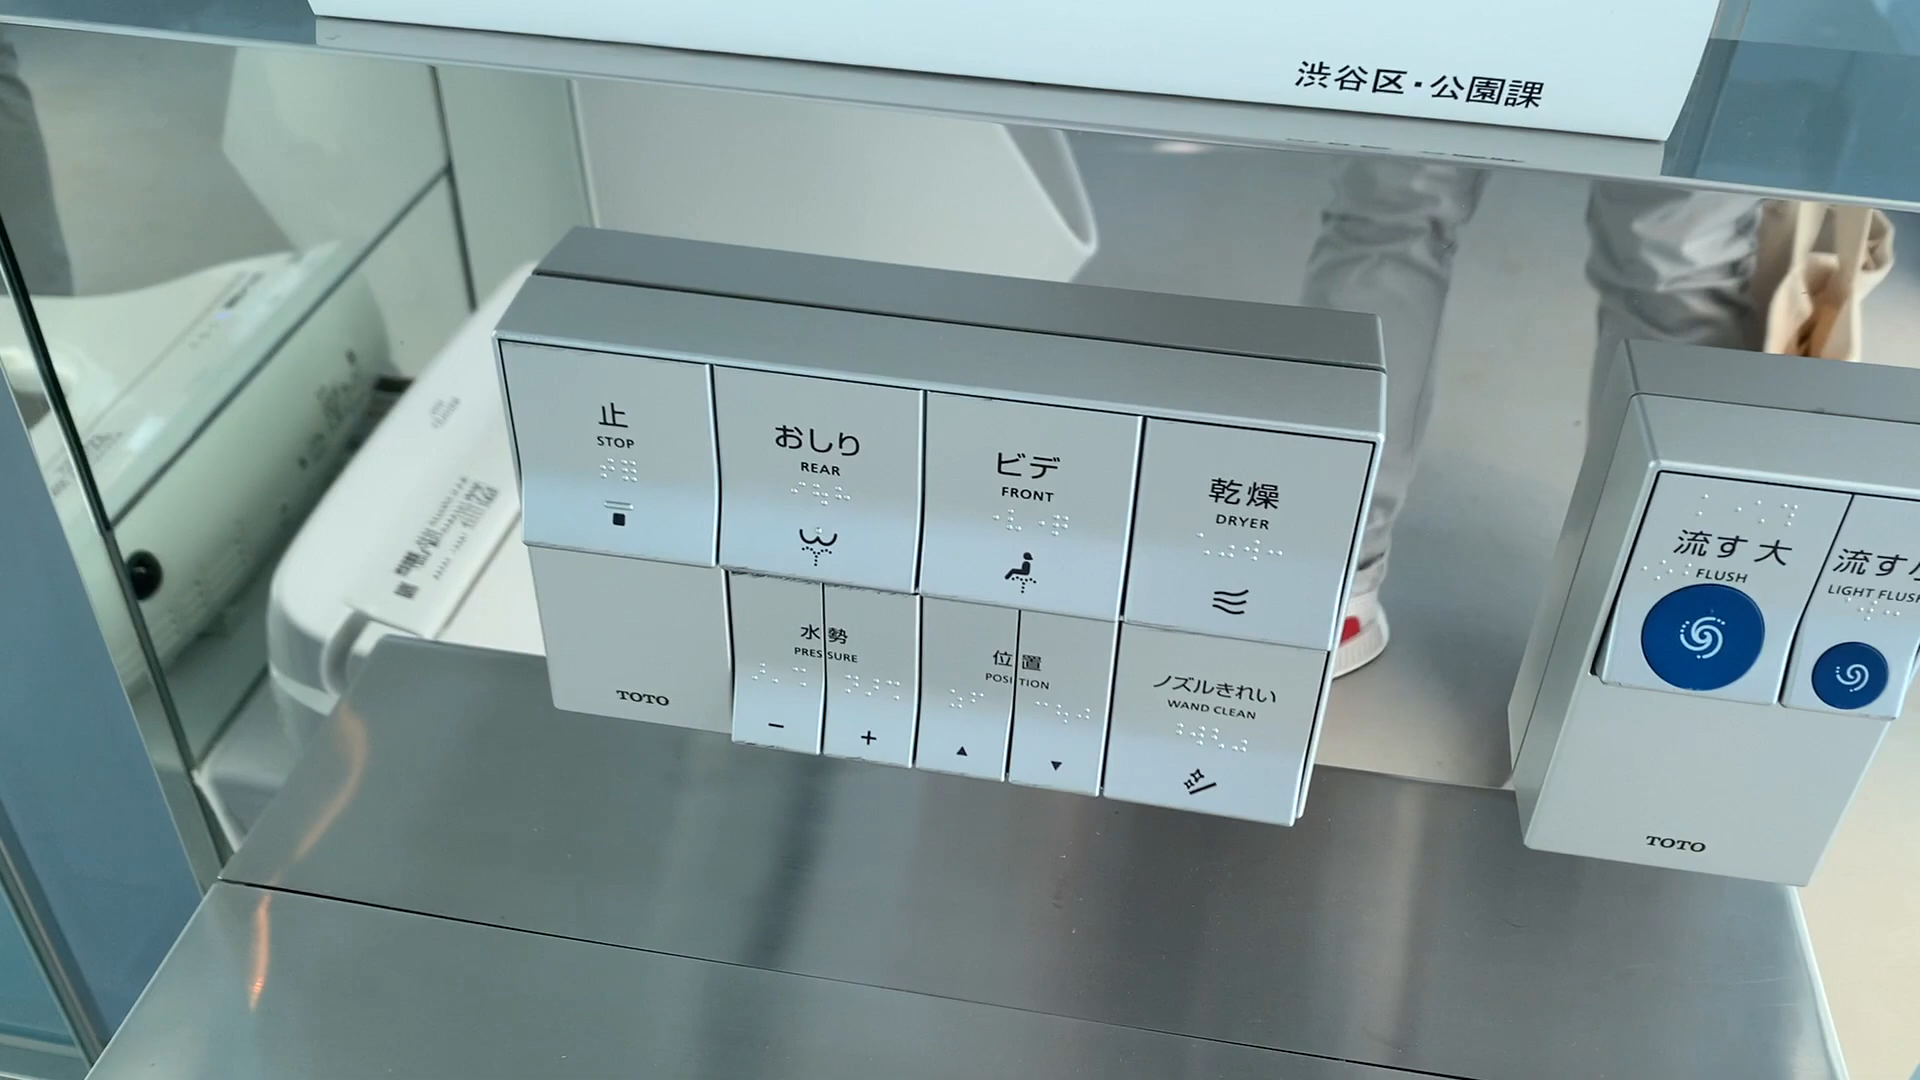 渋谷区・公園課
止
STOP
おしり
REAR
ビデ
FRONT
乾燥
DRYER
水勢
PRESSURE
－
+
位置
POSITION
▲
▼
ノズルきれい
WAND CLEAN
TOTO
流す 大
FLUSH
流す
LIGHT FLUSH
TOTO